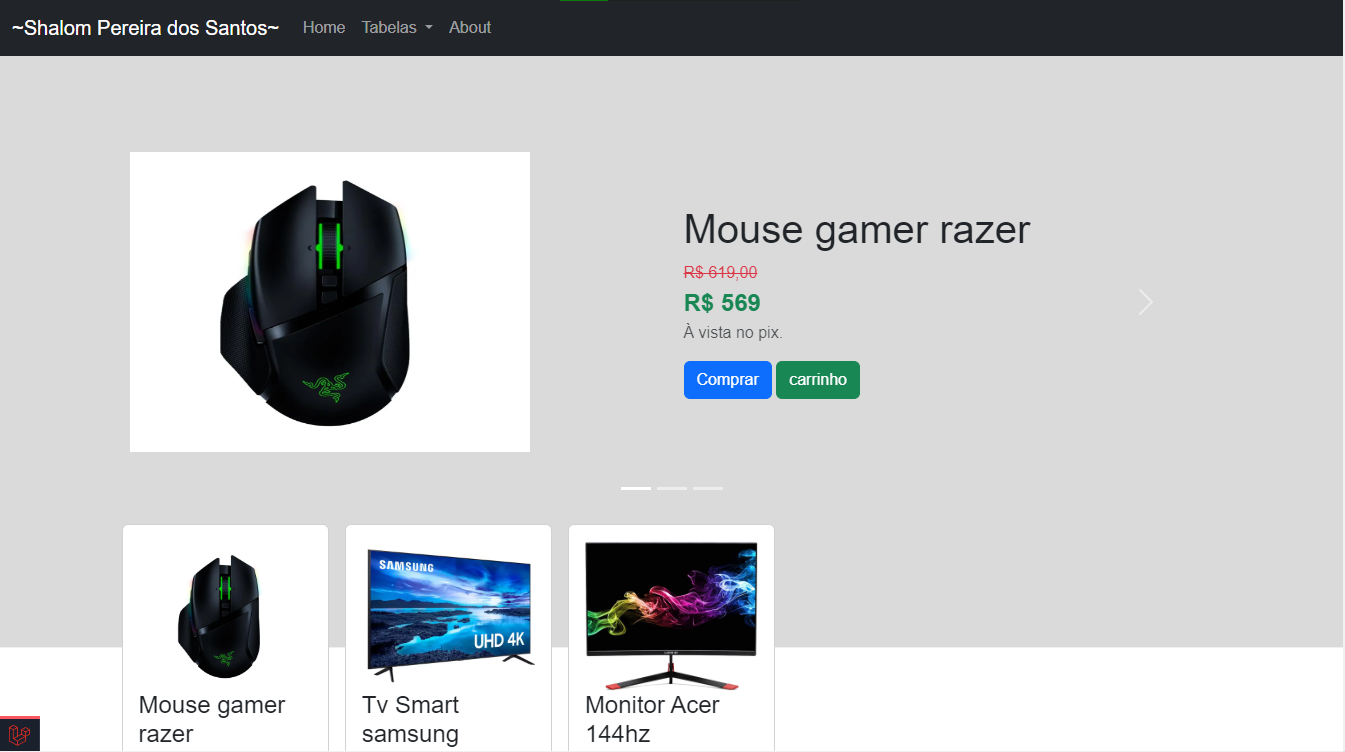 ~Shalom Pereira dos Santos~ Home Tabelas About
Mouse gamer razer
R$ 619,00
R$ 569
À vista no pix.
Comprar carrinho
SAMSUNG
UHD 4K
Mouse gamer
razer
Tv Smart
samsung
Monitor Acer
144hz